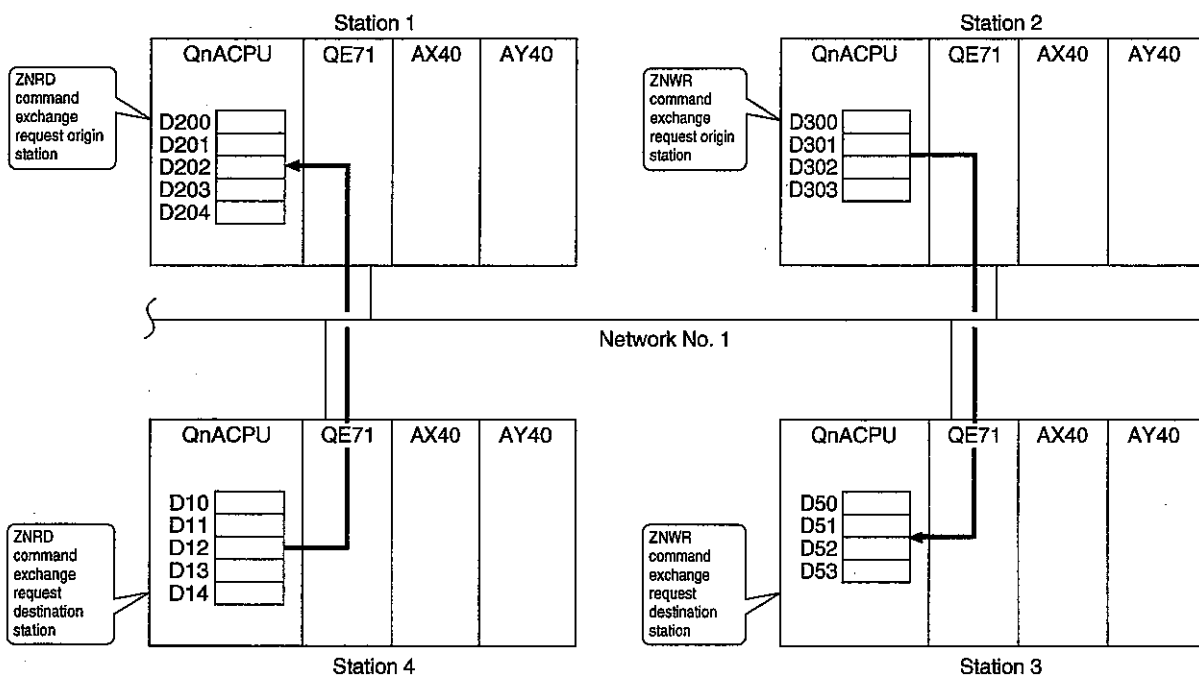 Station 1
QnACPU QE71 AX40 AY40
ZNRD
command
exchange
request origin
station
D200
D201
D202
D203
D204
Station 2
QnACPU QE71 AX40 AY40
ZNWR
command
exchange
request origin
station
D300
D301
D302
D303
Network No. 1
QnACPU QE71 AX40 AY40
ZNRD
command
exchange
request
destination
station
D10
D11
D12
D13
D14
Station 4
QnACPU QE71 AX40 AY40
ZNWR
command
exchange
request
destination
station
D50
D51
D52
D53
Station 3